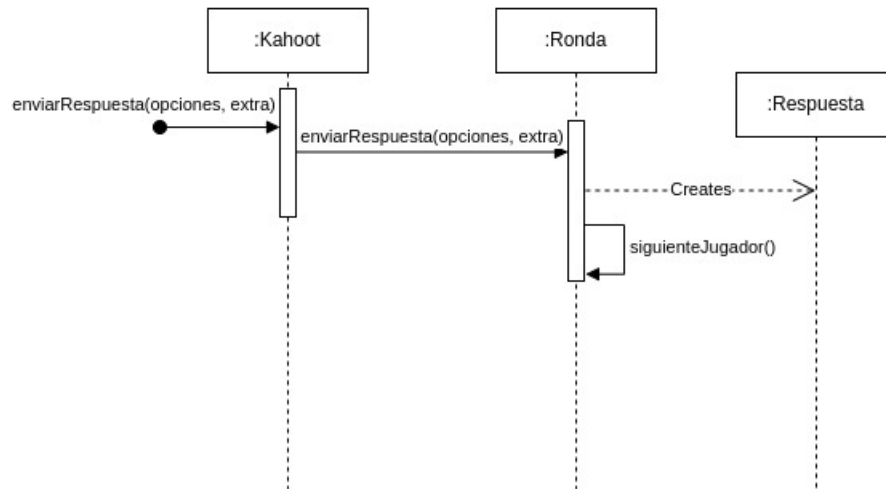 :Kahoot
:Ronda
:Respuesta
enviarRespuesta(opciones, extra)
enviarRespuesta(opciones, extra)
Creates
siguienteJugador()